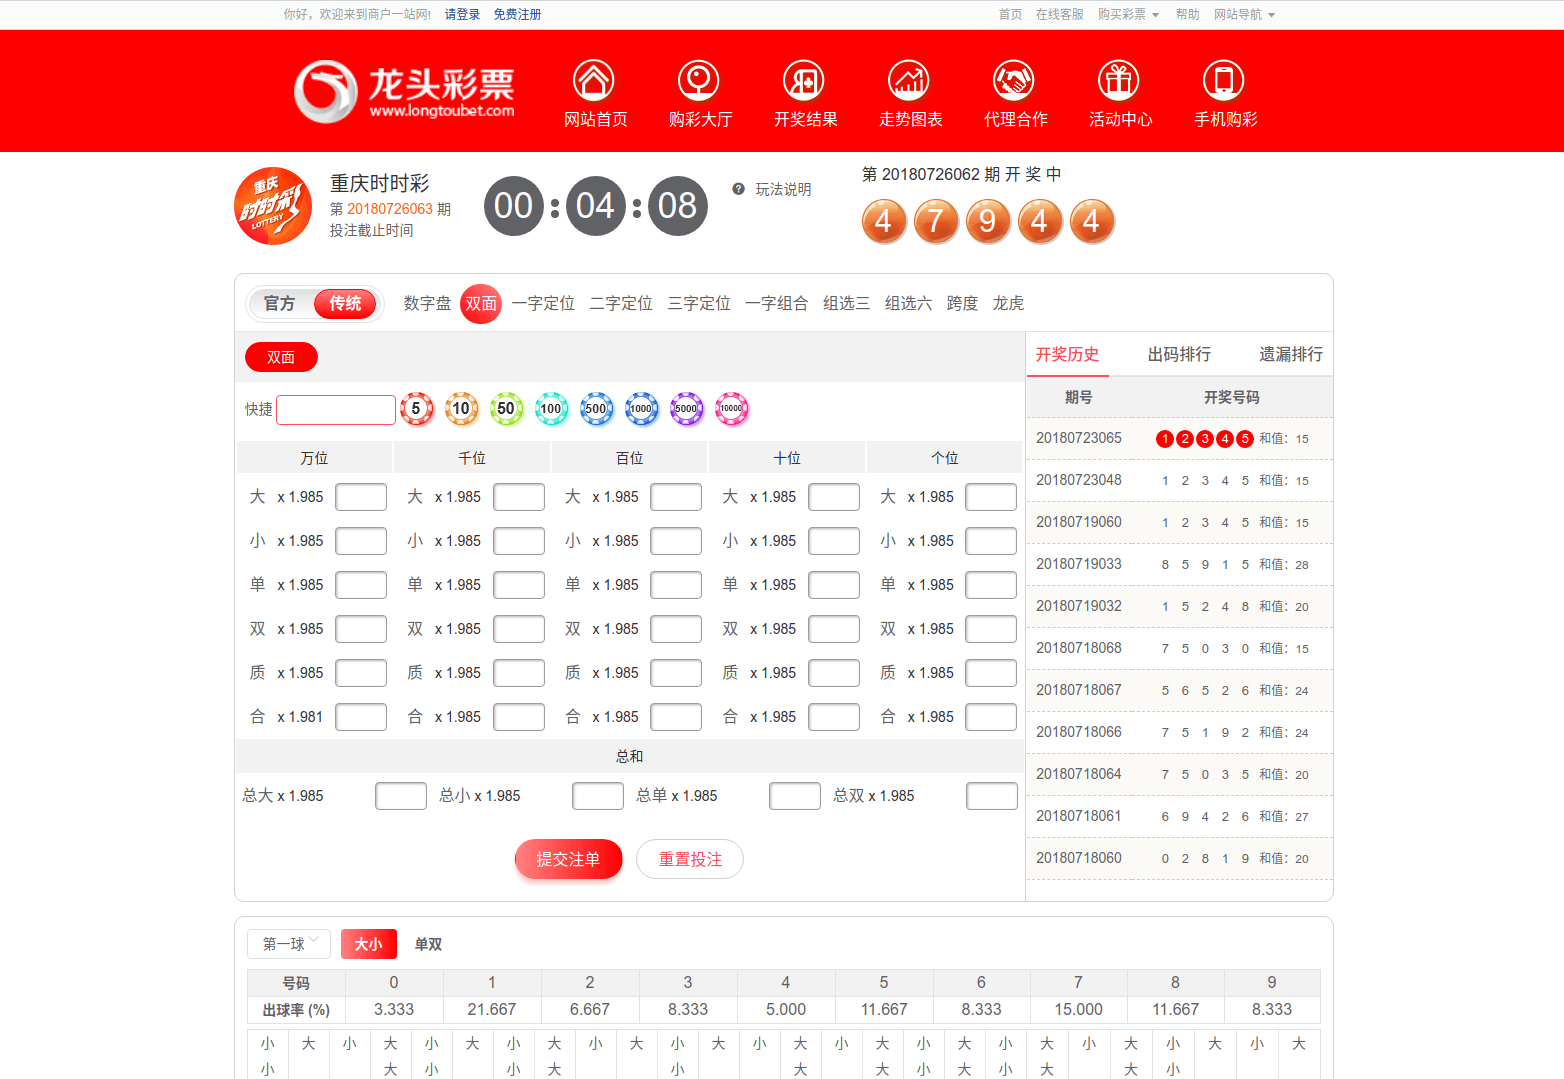 你好，欢迎来到商户一站网! 请登录 免费注册 首页 在线客服 购买彩票 帮助 网站导航
龙头彩票
www.longtoubet.com
网站首页 购彩大厅 开奖结果 走势图表 代理合作 活动中心 手机购彩
重庆
时时彩
LOTTERY
重庆时时彩
第 20180726063 期
投注截止时间
00:04:08
? 玩法说明
第 20180726062 期 开 奖 中
4 7 9 4 4
官方 传统 数字盘 双面 一字定位 二字定位 三字定位 一字组合 组选三 组选六 跨度 龙虎
双面
快捷 5 10 50 100 500 1000 5000 10000
万位 千位 百位 十位 个位
大 x 1.985 大 x 1.985 大 x 1.985 大 x 1.985 大 x 1.985
小 x 1.985 小 x 1.985 小 x 1.985 小 x 1.985 小 x 1.985
单 x 1.985 单 x 1.985 单 x 1.985 单 x 1.985 单 x 1.985
双 x 1.985 双 x 1.985 双 x 1.985 双 x 1.985 双 x 1.985
质 x 1.985 质 x 1.985 质 x 1.985 质 x 1.985 质 x 1.985
合 x 1.981 合 x 1.985 合 x 1.985 合 x 1.985 合 x 1.985
总和
总大 x 1.985 总小 x 1.985 总单 x 1.985 总双 x 1.985
提交注单 重置投注
开奖历史 出码排行 遗漏排行
期号 开奖号码
20180723065 1 2 3 4 5 和值：15
20180723048 1 2 3 4 5 和值：15
20180719060 1 2 3 4 5 和值：15
20180719033 8 5 9 1 5 和值：28
20180719032 1 5 2 4 8 和值：20
20180718068 7 5 0 3 0 和值：15
20180718067 5 6 5 2 6 和值：24
20180718066 7 5 1 9 2 和值：24
20180718064 7 5 0 3 5 和值：20
20180718061 6 9 4 2 6 和值：27
20180718060 0 2 8 1 9 和值：20
第一球 大小 单双
号码 0 1 2 3 4 5 6 7 8 9
出球率 (%) 3.333 21.667 6.667 8.333 5.000 11.667 8.333 15.000 11.667 8.333
小 大 小 大 小 大 小 大 小 大 小 大 小 大 小 大 小 大 小 大 小 大 小 大 小 大
小 大 小 小 大 小 大 大 小 大 小 大 大 小